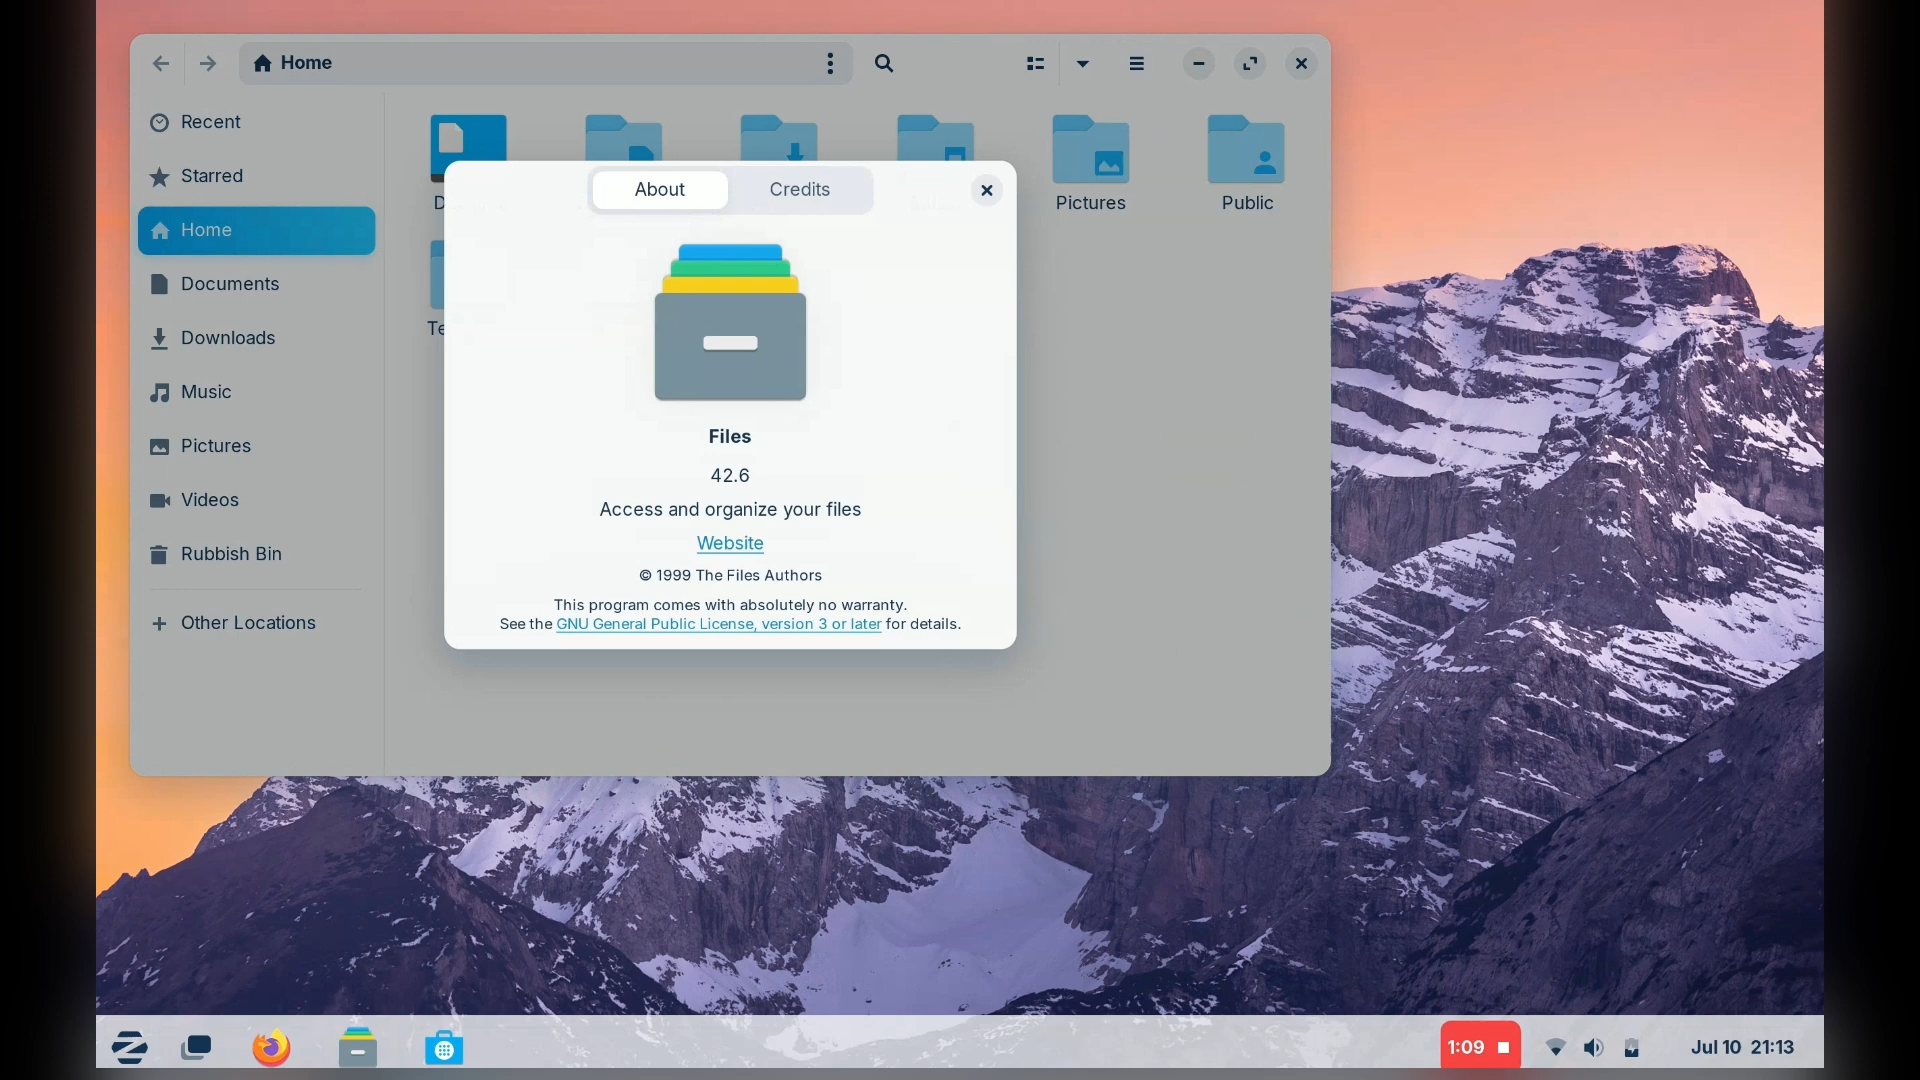 Home
Recent
Starred
Home
Documents
Downloads
Music
Pictures
Videos
Rubbish Bin
Other Locations
Pictures
Public
About
Credits
Files
42.6
Access and organize your files
Website
© 1999 The Files Authors
This program comes with absolutely no warranty.
See the GNU General Public License, version 3 or later for details.
1:09
Jul 10 21:13